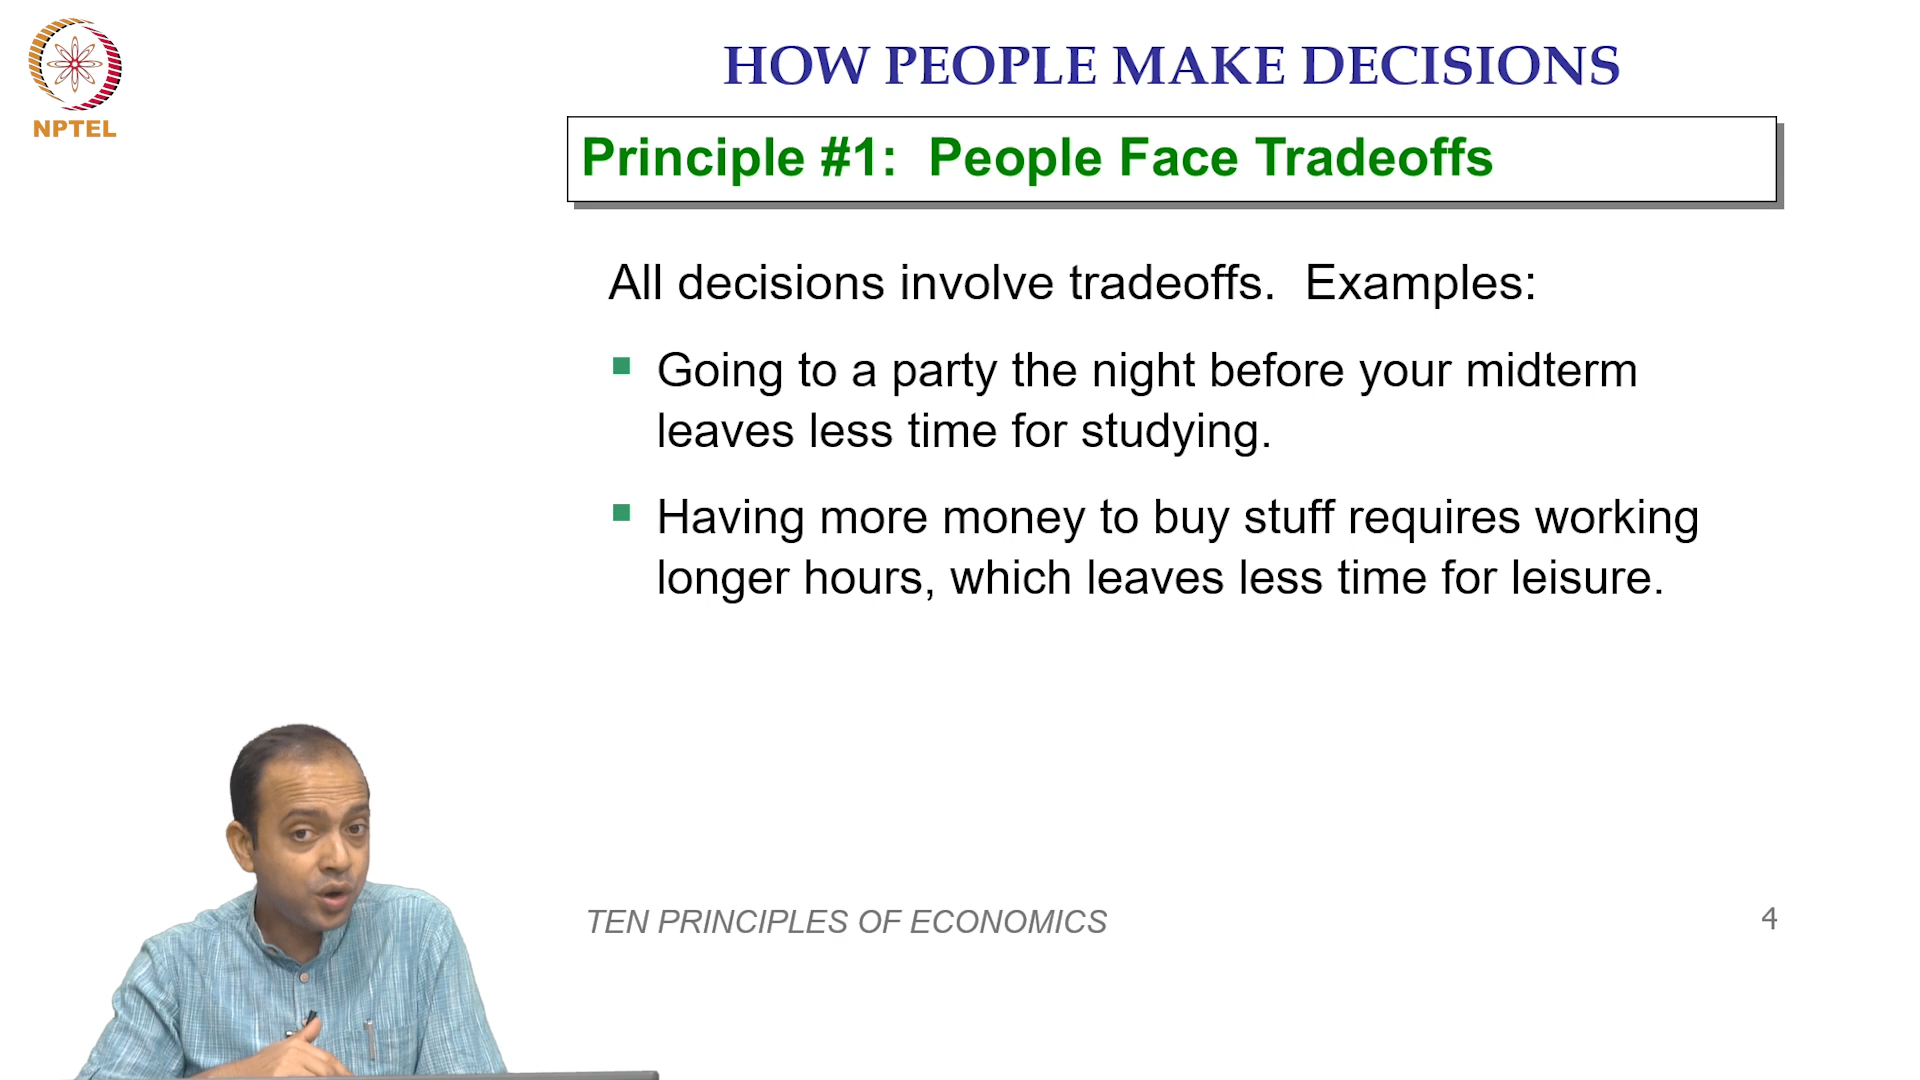 NPTEL
HOW PEOPLE MAKE DECISIONS
Principle #1: People Face Tradeoffs
All decisions involve tradeoffs. Examples:
Going to a party the night before your midterm
leaves less time for studying.
Having more money to buy stuff requires working
longer hours, which leaves less time for leisure.
TEN PRINCIPLES OF ECONOMICS
4